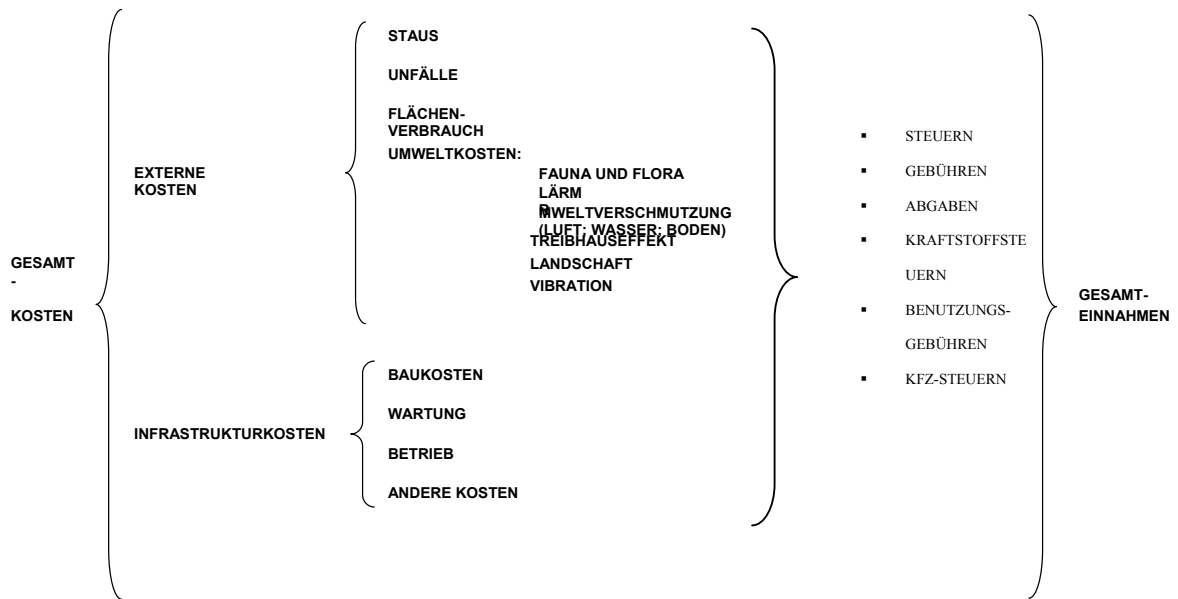 GESAMT
-
KOSTEN
EXTERNE
KOSTEN
INFRASTRUKTURKOSTEN
STAUS
UNFÄLLE
FLÄCHEN-
VERBRAUCH
UMWELTKOSTEN:
FAUNA UND FLORA
LÄRM
(LUFT; WASSER; BODEN)
TREIBHAUSEFFEKT
LANDSCHAFT
VIBRATION
BAUKOSTEN
WARTUNG
BETRIEB
ANDERE KOSTEN
▪ STEUERN
▪ GEBÜHREN
▪ ABGABEN
▪ KRAFTSTOFFSTE
UERN
▪ BENUTZUNGS-
GEBÜHREN
▪ KFZ-STEUERN
GESAMT-
EINNAHMEN